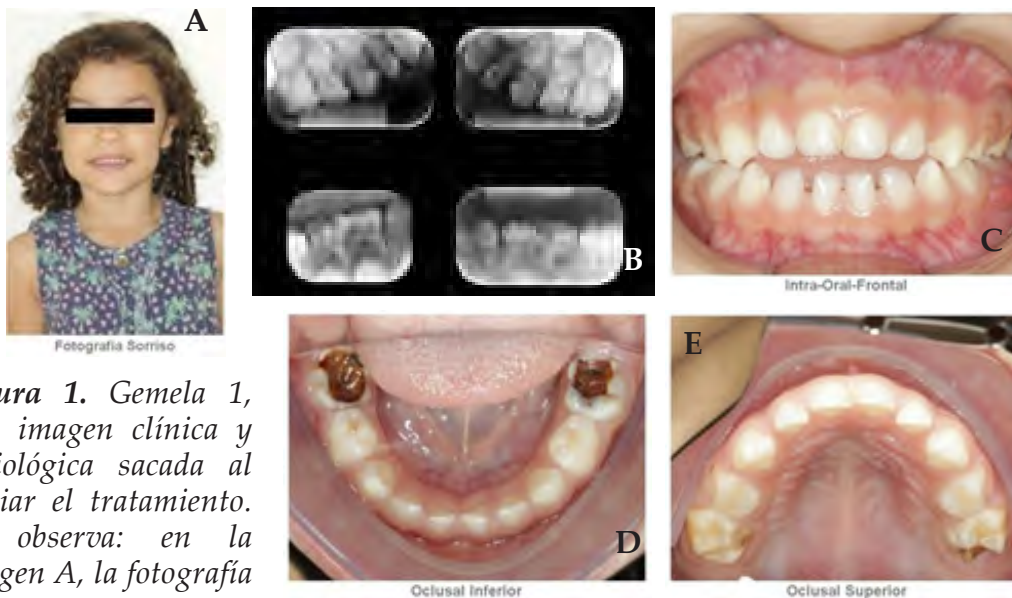 A
B
C
Intra-Oral-Frontal
Fotografia Sorriso
ura 1. Gemela 1,
imagen clínica y
iológica sacada al
iar el tratamiento.
observa: en la
gen A, la fotografía
D
Oclusal Inferior
E
Oclusal Superior